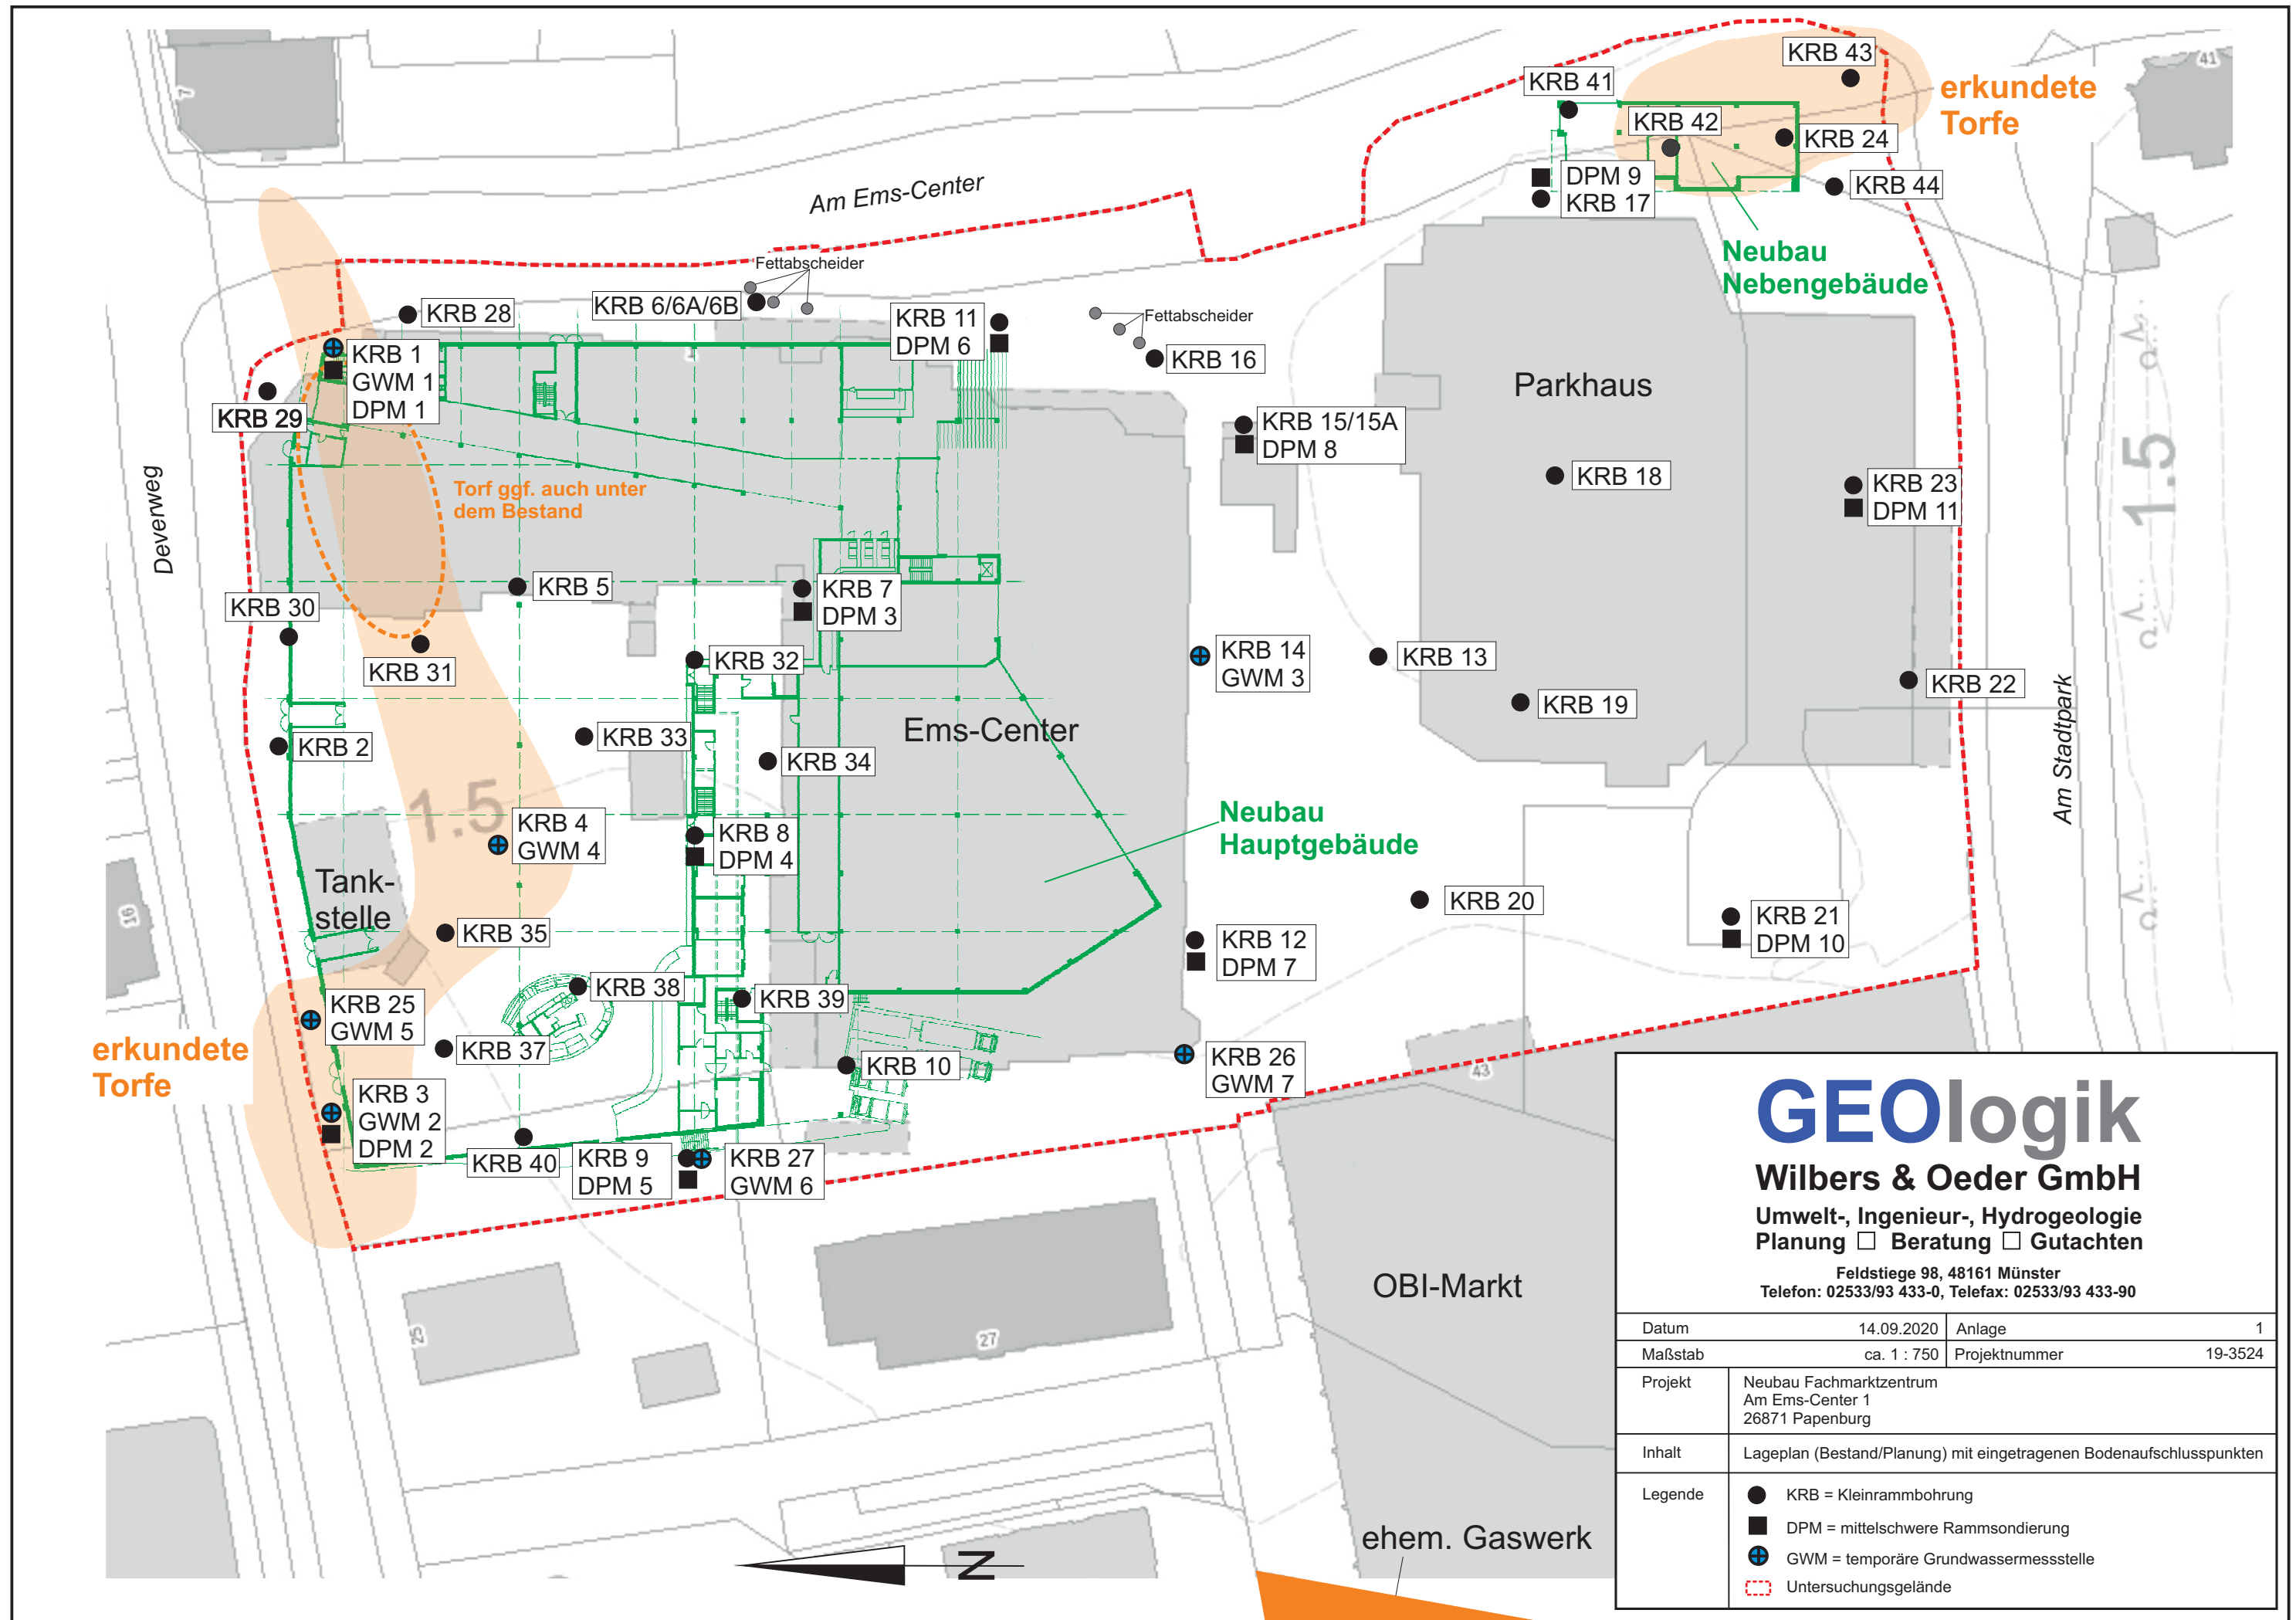 7
41
KRB 43
erkundete
Torfe
KRB 41
KRB 42
KRB 24
DPM 9
KRB 17
KRB 44
Am Ems-Center
Neubau
Nebengebäude
Fettabscheider
KRB 28
KRB 6/6A/6B
KRB 11
DPM 6
Fettabscheider
KRB 16
KRB 1
GWM 1
DPM 1
KRB 29
Parkhaus
KRB 15/15A
DPM 8
KRB 18
KRB 23
DPM 11
1.5
Deverweg
Torf ggf. auch unter
dem Bestand
KRB 5
KRB 7
DPM 3
KRB 30
KRB 31
KRB 32
KRB 14
GWM 3
KRB 13
KRB 22
KRB 19
Am Stadtpark
KRB 2
KRB 33
Ems-Center
KRB 34
1.5
KRB 4
GWM 4
KRB 8
DPM 4
Neubau
Hauptgebäude
Tank-
stelle
16
KRB 35
KRB 20
KRB 21
DPM 10
KRB 12
DPM 7
KRB 38
KRB 39
KRB 25
GWM 5
erkundete
Torfe
KRB 37
KRB 10
KRB 26
GWM 7
43
KRB 3
GWM 2
DPM 2
KRB 40
KRB 9
DPM 5
KRB 27
GWM 6
25
27
OBI-Markt
ehem. Gaswerk
N
GEOlogik
Wilbers & Oeder GmbH
Umwelt-, Ingenieur-, Hydrogeologie
Planung □ Beratung □ Gutachten
Feldstiege 98, 48161 Münster
Telefon: 02533/93 433-0, Telefax: 02533/93 433-90
Datum 14.09.2020 Anlage 1
Maßstab ca. 1 : 750 Projektnummer 19-3524
Projekt Neubau Fachmarktzentrum
Am Ems-Center 1
26871 Papenburg
Inhalt Lageplan (Bestand/Planung) mit eingetragenen Bodenaufschlusspunkten
Legende KRB = Kleinrammbohrung
DPM = mittelschwere Rammsondierung
GWM = temporäre Grundwassermessstelle
Untersuchungsgelände